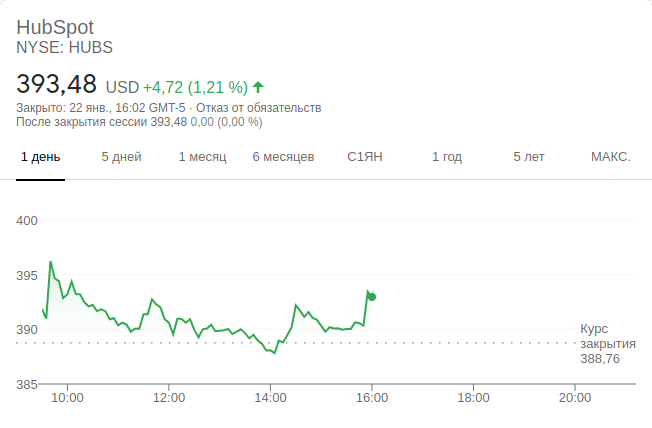 HubSpot
NYSE: HUBS
393,48 USD +4,72 (1,21 %)
Закрыто: 22 янв., 16:02 GMT-5 · Отказ от обязательств
После закрытия сессии 393,48 0,00 (0,00 %)
1 день 5 дней 1 месяц 6 месяцев С1ЯН 1 год 5 лет МАКС.
400
395
390
Курс
закрытия
388,76
385
10:00 12:00 14:00 16:00 18:00 20:00